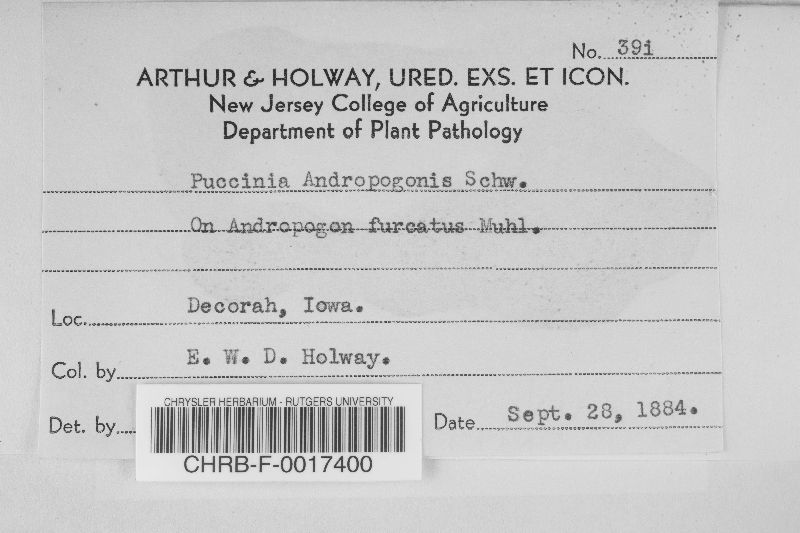 No. 39i
ARTHUR & HOLWAY, URED. EXS. ET ICON.
New Jersey College of Agriculture
Department of Plant Pathology
Puccinia Andropogonis Schw.
On Andropogon furcatus Muhl.
Loc. Decorah, Iowa.
Col. by E. W. D. Holway.
Det. by
Date Sept. 28, 1884.
CHRYSLER HERBARIUM - RUTGERS UNIVERSITY
CHRB-F-0017400